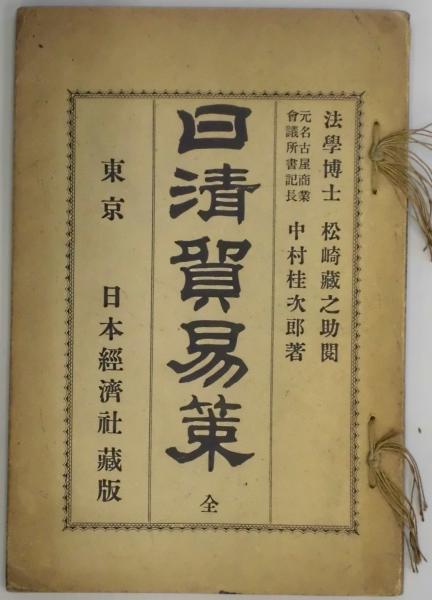 法學博士 松崎藏之助閱
元名古屋商業
會議所書記長
中村桂次郎著
日清貿易策 全
東京 日本經濟社藏版